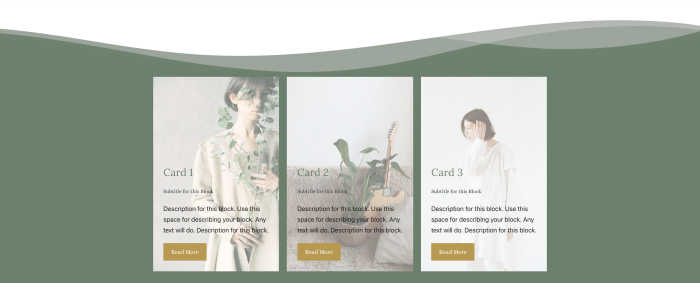 Card 1
Subtitle for this Block
Description for this block. Use this
space for describing your block. Any
text will do. Description for this block.
Read More
Card 2
Subtitle for this Block
Description for this block. Use this
space for describing your block. Any
text will do. Description for this block.
Read More
Card 3
Subtitle for this Block
Description for this block. Use this
space for describing your block. Any
text will do. Description for this block.
Read More